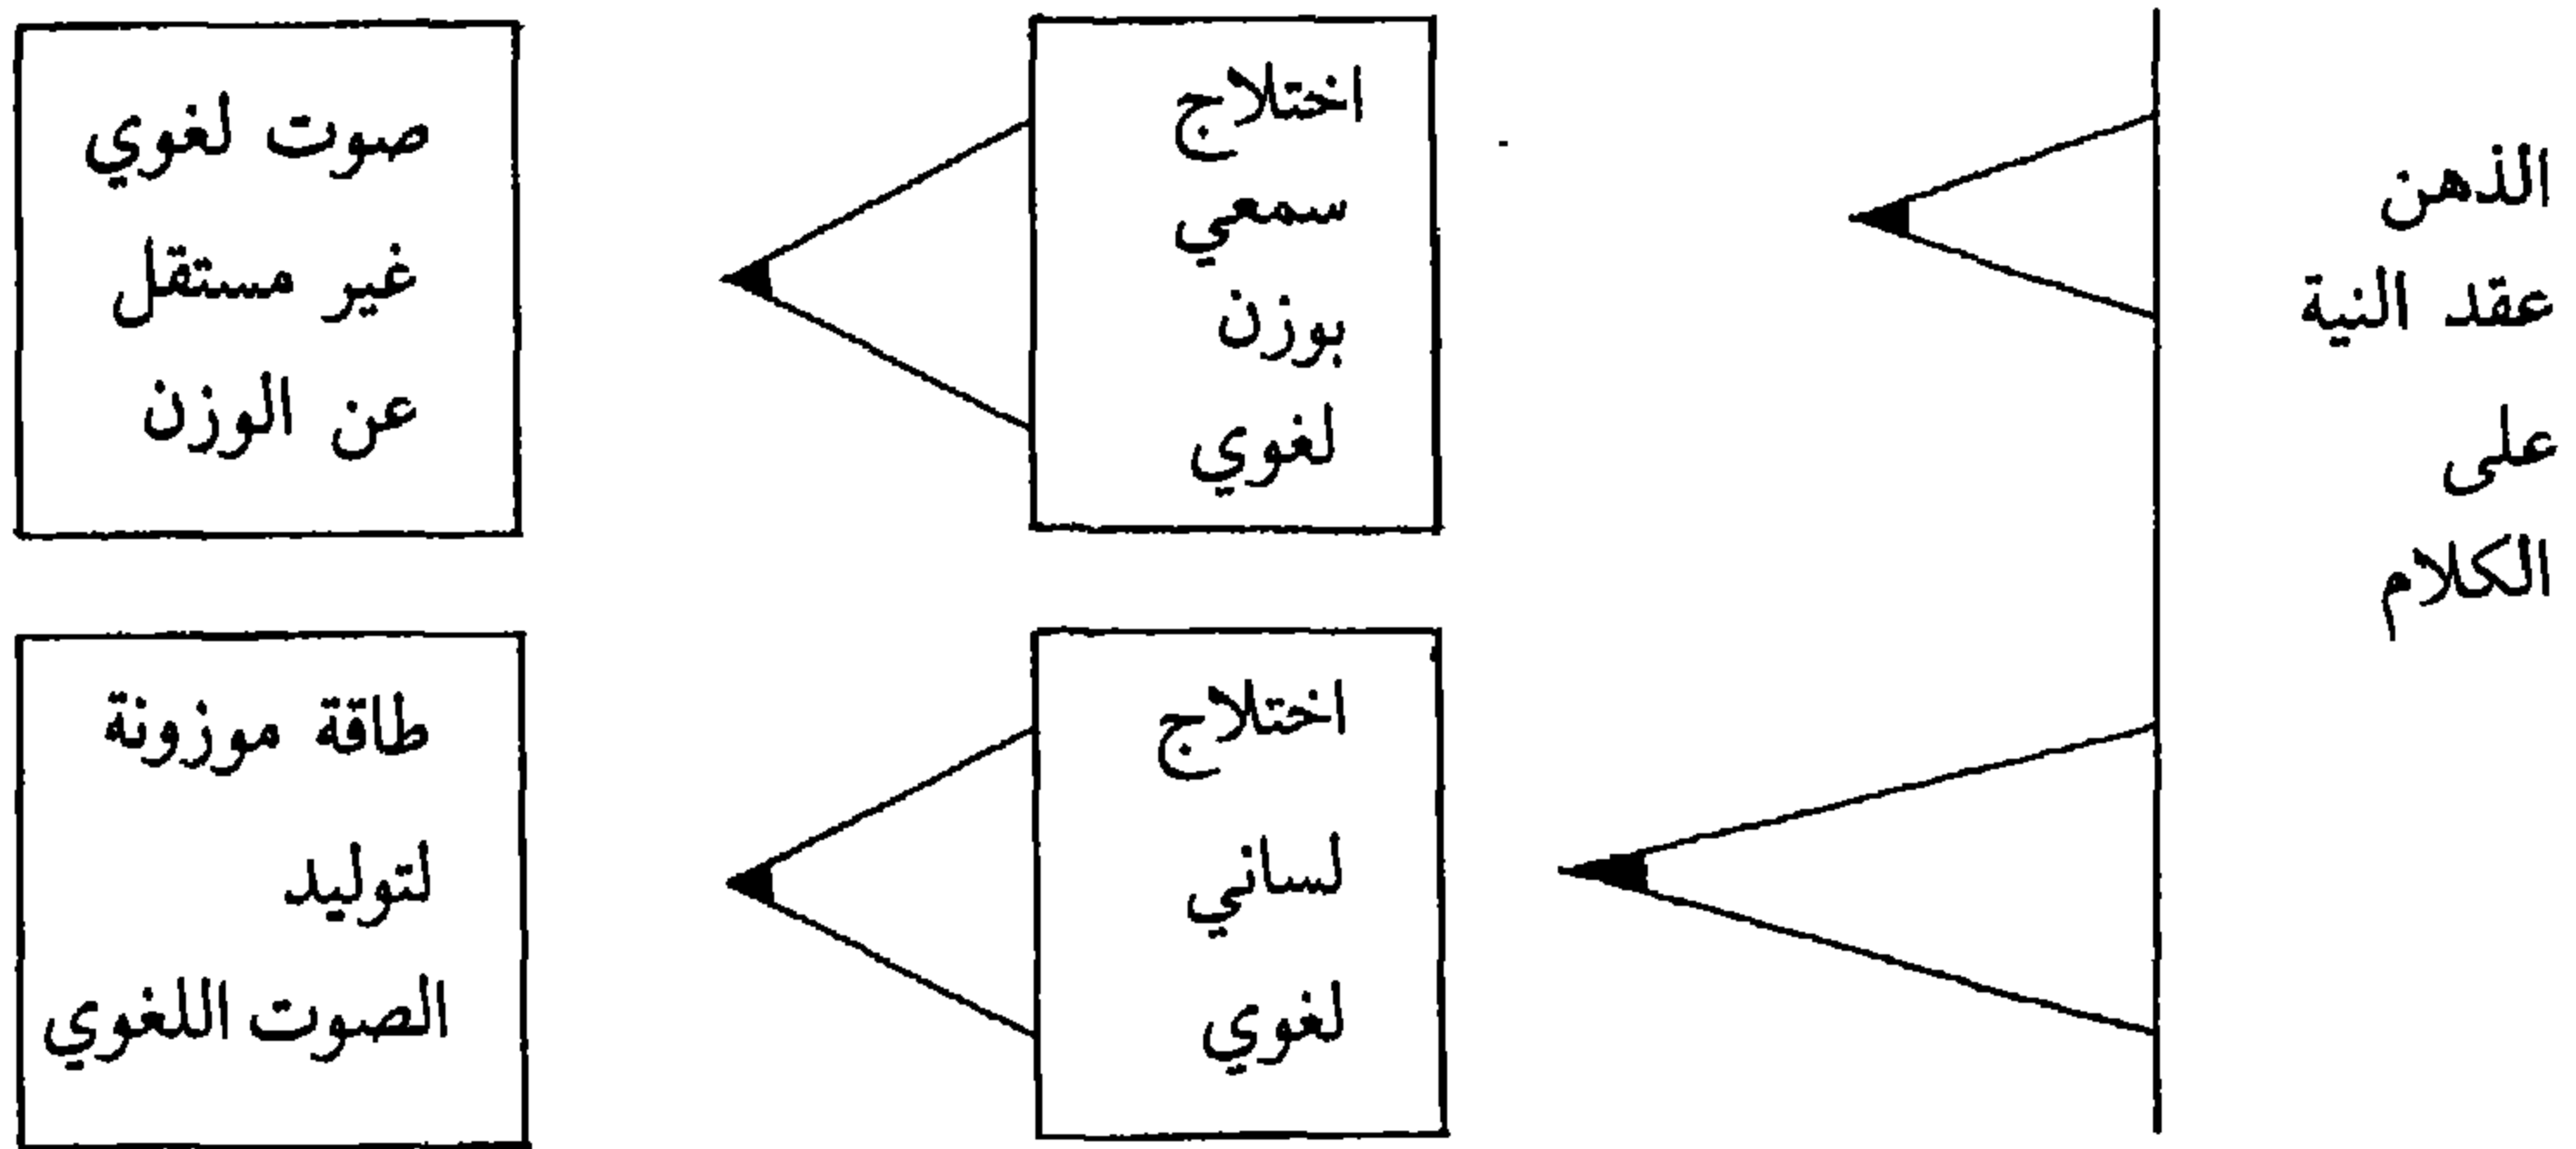 الذهن
عقد النية
على
الكلام
اختلاج
سمعي
بوزن
لغوي
صوت لغوي
غير مستقل
عن الوزن
اختلاج
لساني
لغوي
طاقة موزونة
لتوليد
الصوت اللغوي